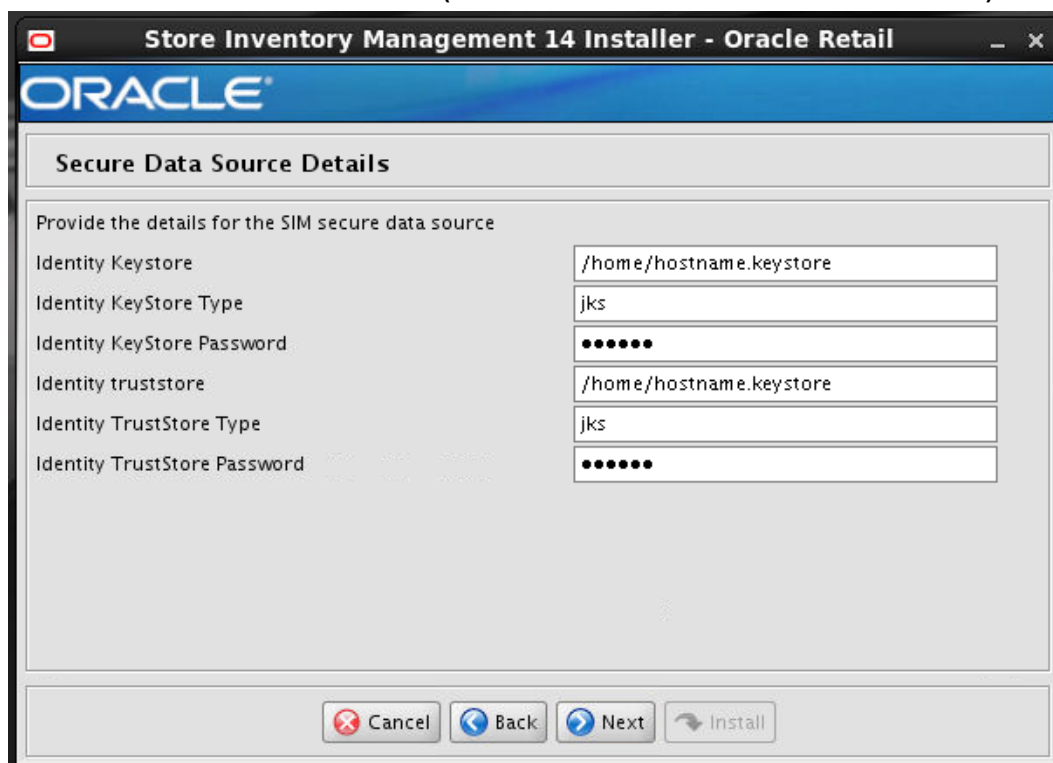 Store Inventory Management 14 Installer - Oracle Retail
ORACLE
Secure Data Source Details
Provide the details for the SIM secure data source
Identity Keystore /home/hostname.keystore
Identity KeyStore Type jks
Identity KeyStore Password ●●●●●●
Identity truststore /home/hostname.keystore
Identity TrustStore Type jks
Identity TrustStore Password ●●●●●●
Cancel Back Next Install